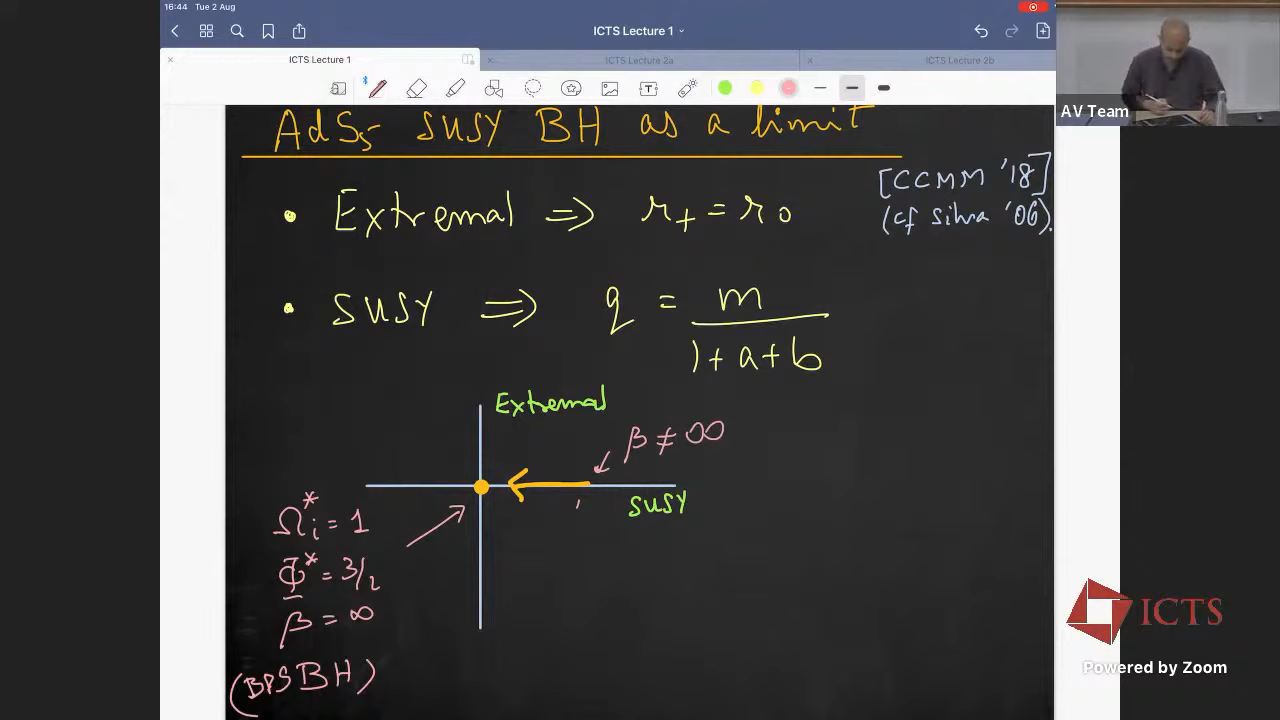 16:44 Tue 2 Aug
ICTS Lecture 1
ICTS Lecture 1
ICTS Lecture 2a
ICTS Lecture 2b
AV Team
AdS5 SUSY BH as a limit
[CCMM '18]
(cf Silva '06).
• Extremal ⟹ r+ = r0
• SUSY ⟹ q = m / (1 + a + b)
Extremal
β ≠ ∞
SUSY
Ωi* = 1
Φ* = 3/2
β = ∞
(BPS BH)
ICTS
Powered by Zoom